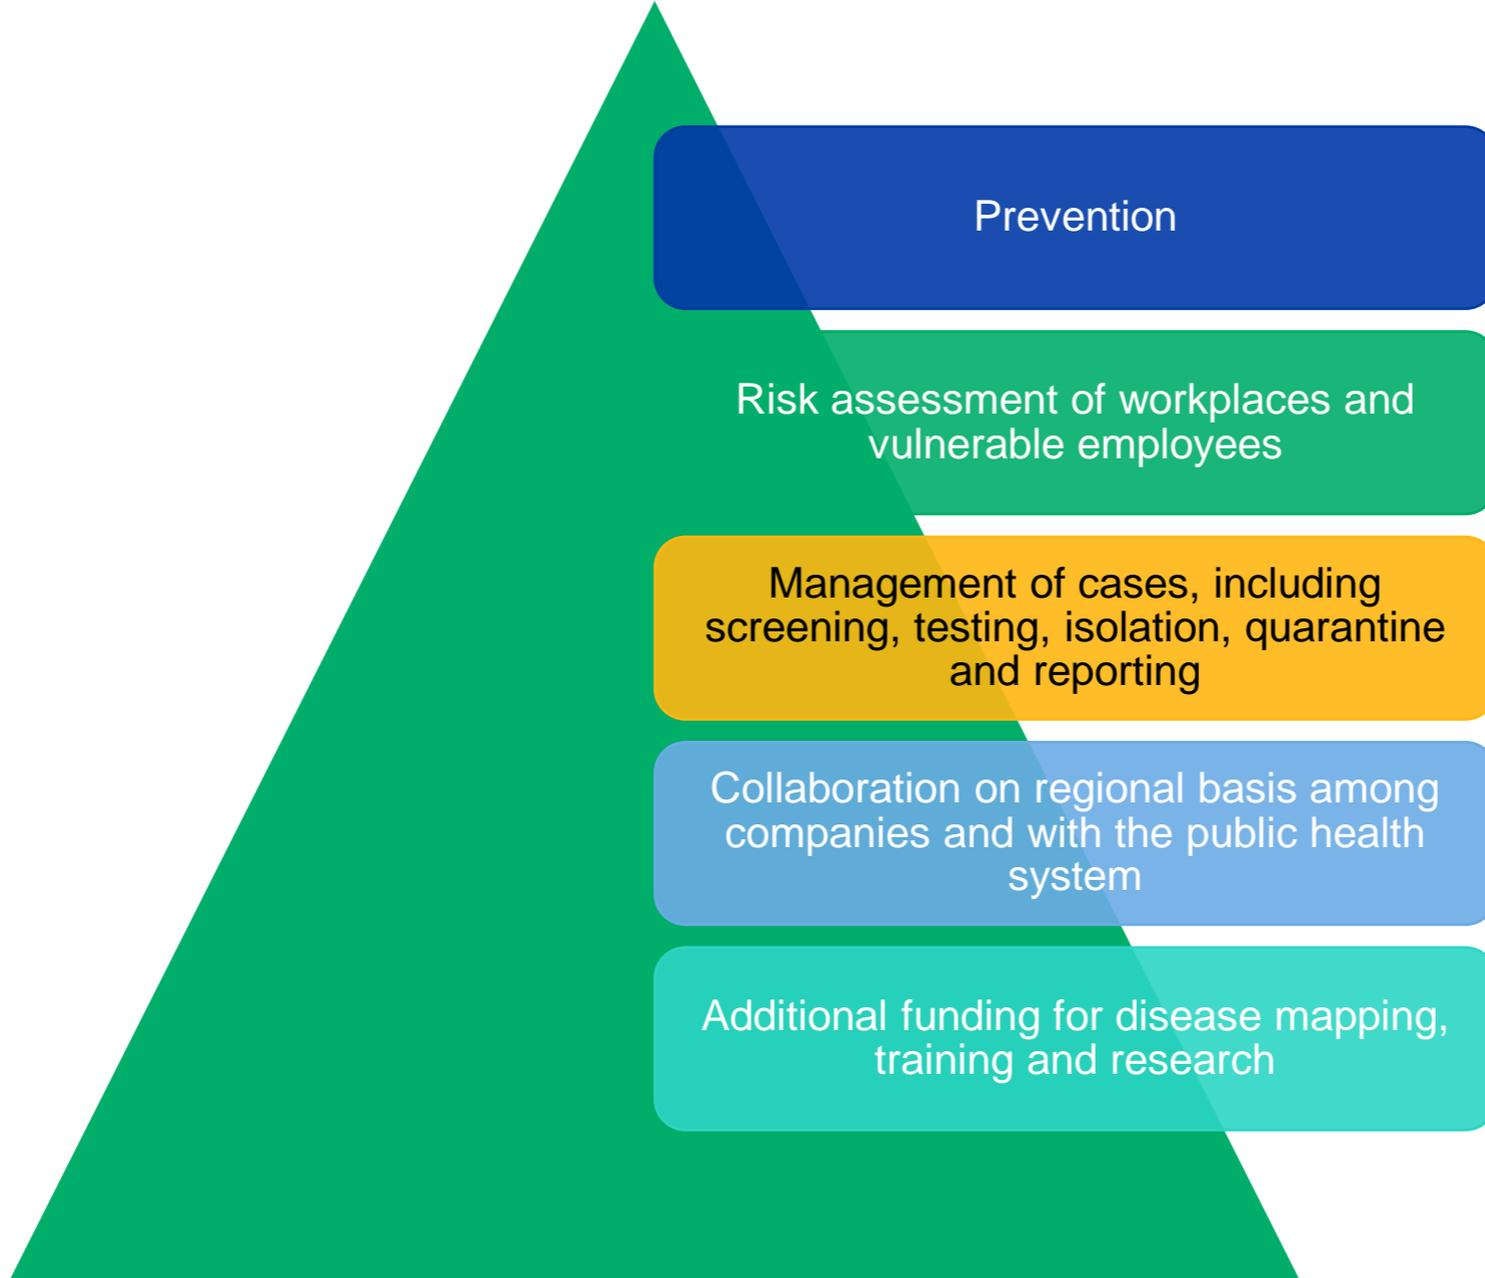 Prevention
Risk assessment of workplaces and
vulnerable employees
Management of cases, including
screening, testing, isolation, quarantine
and reporting
Collaboration on regional basis among
companies and with the public health
system
Additional funding for disease mapping,
training and research